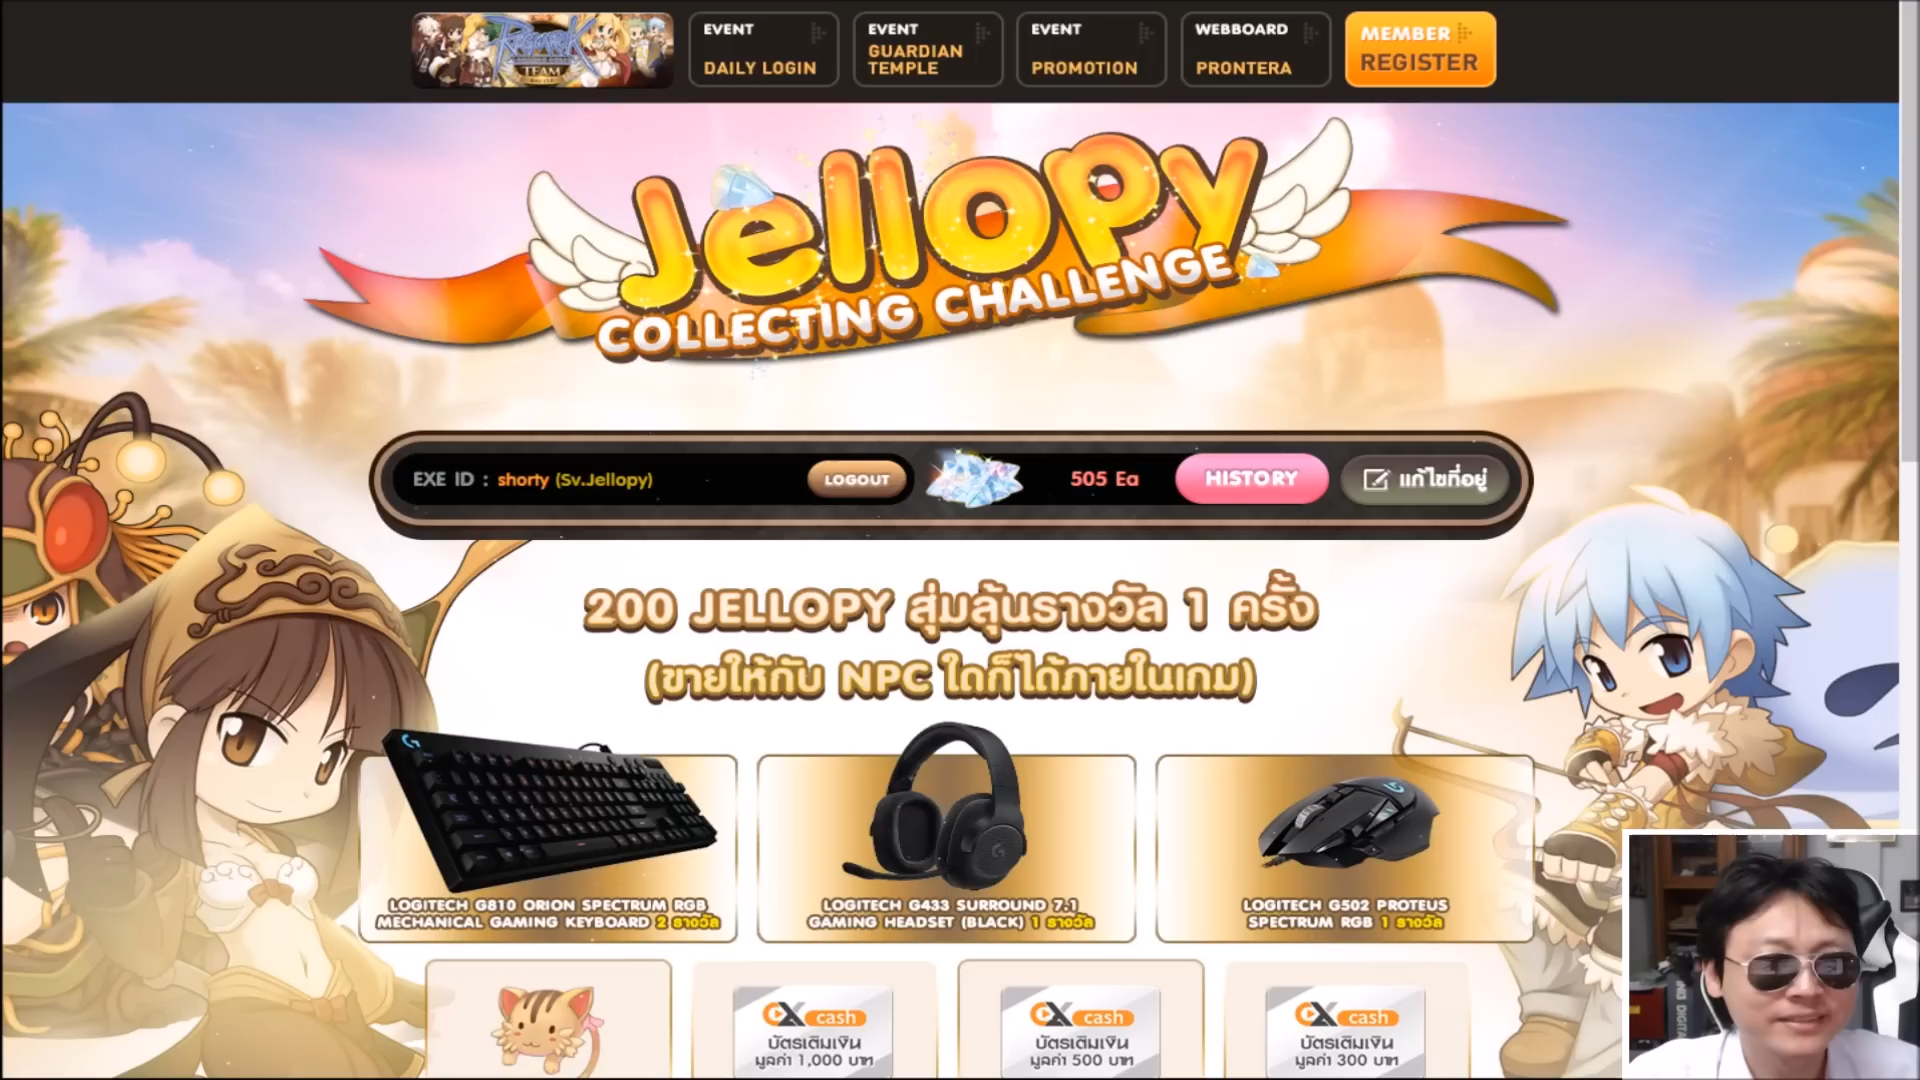 RAGNAROK
TEAM
EVENT
DAILY LOGIN
EVENT
GUARDIAN
TEMPLE
EVENT
PROMOTION
WEBBOARD
PRONTERA
MEMBER
REGISTER
Jellopy
COLLECTING CHALLENGE
EXE ID : shorty (Sv.Jellopy)
LOGOUT
505 Ea
HISTORY
แก้ไขที่อยู่
200 JELLOPY สุ่มลุ้นรางวัล 1 ครั้ง
(ขายให้กับ NPC ใดก็ได้ภายในเกม)
LOGITECH G810 ORION SPECTRUM RGB
MECHANICAL GAMING KEYBOARD 2 รางวัล
LOGITECH G433 SURROUND 7.1
GAMING HEADSET (BLACK) 1 รางวัล
LOGITECH G502 PROTEUS
SPECTRUM RGB 1 รางวัล
EX cash
บัตรเติมเงิน
มูลค่า 1,000 บาท
EX cash
บัตรเติมเงิน
มูลค่า 500 บาท
EX cash
บัตรเติมเงิน
มูลค่า 300 บาท